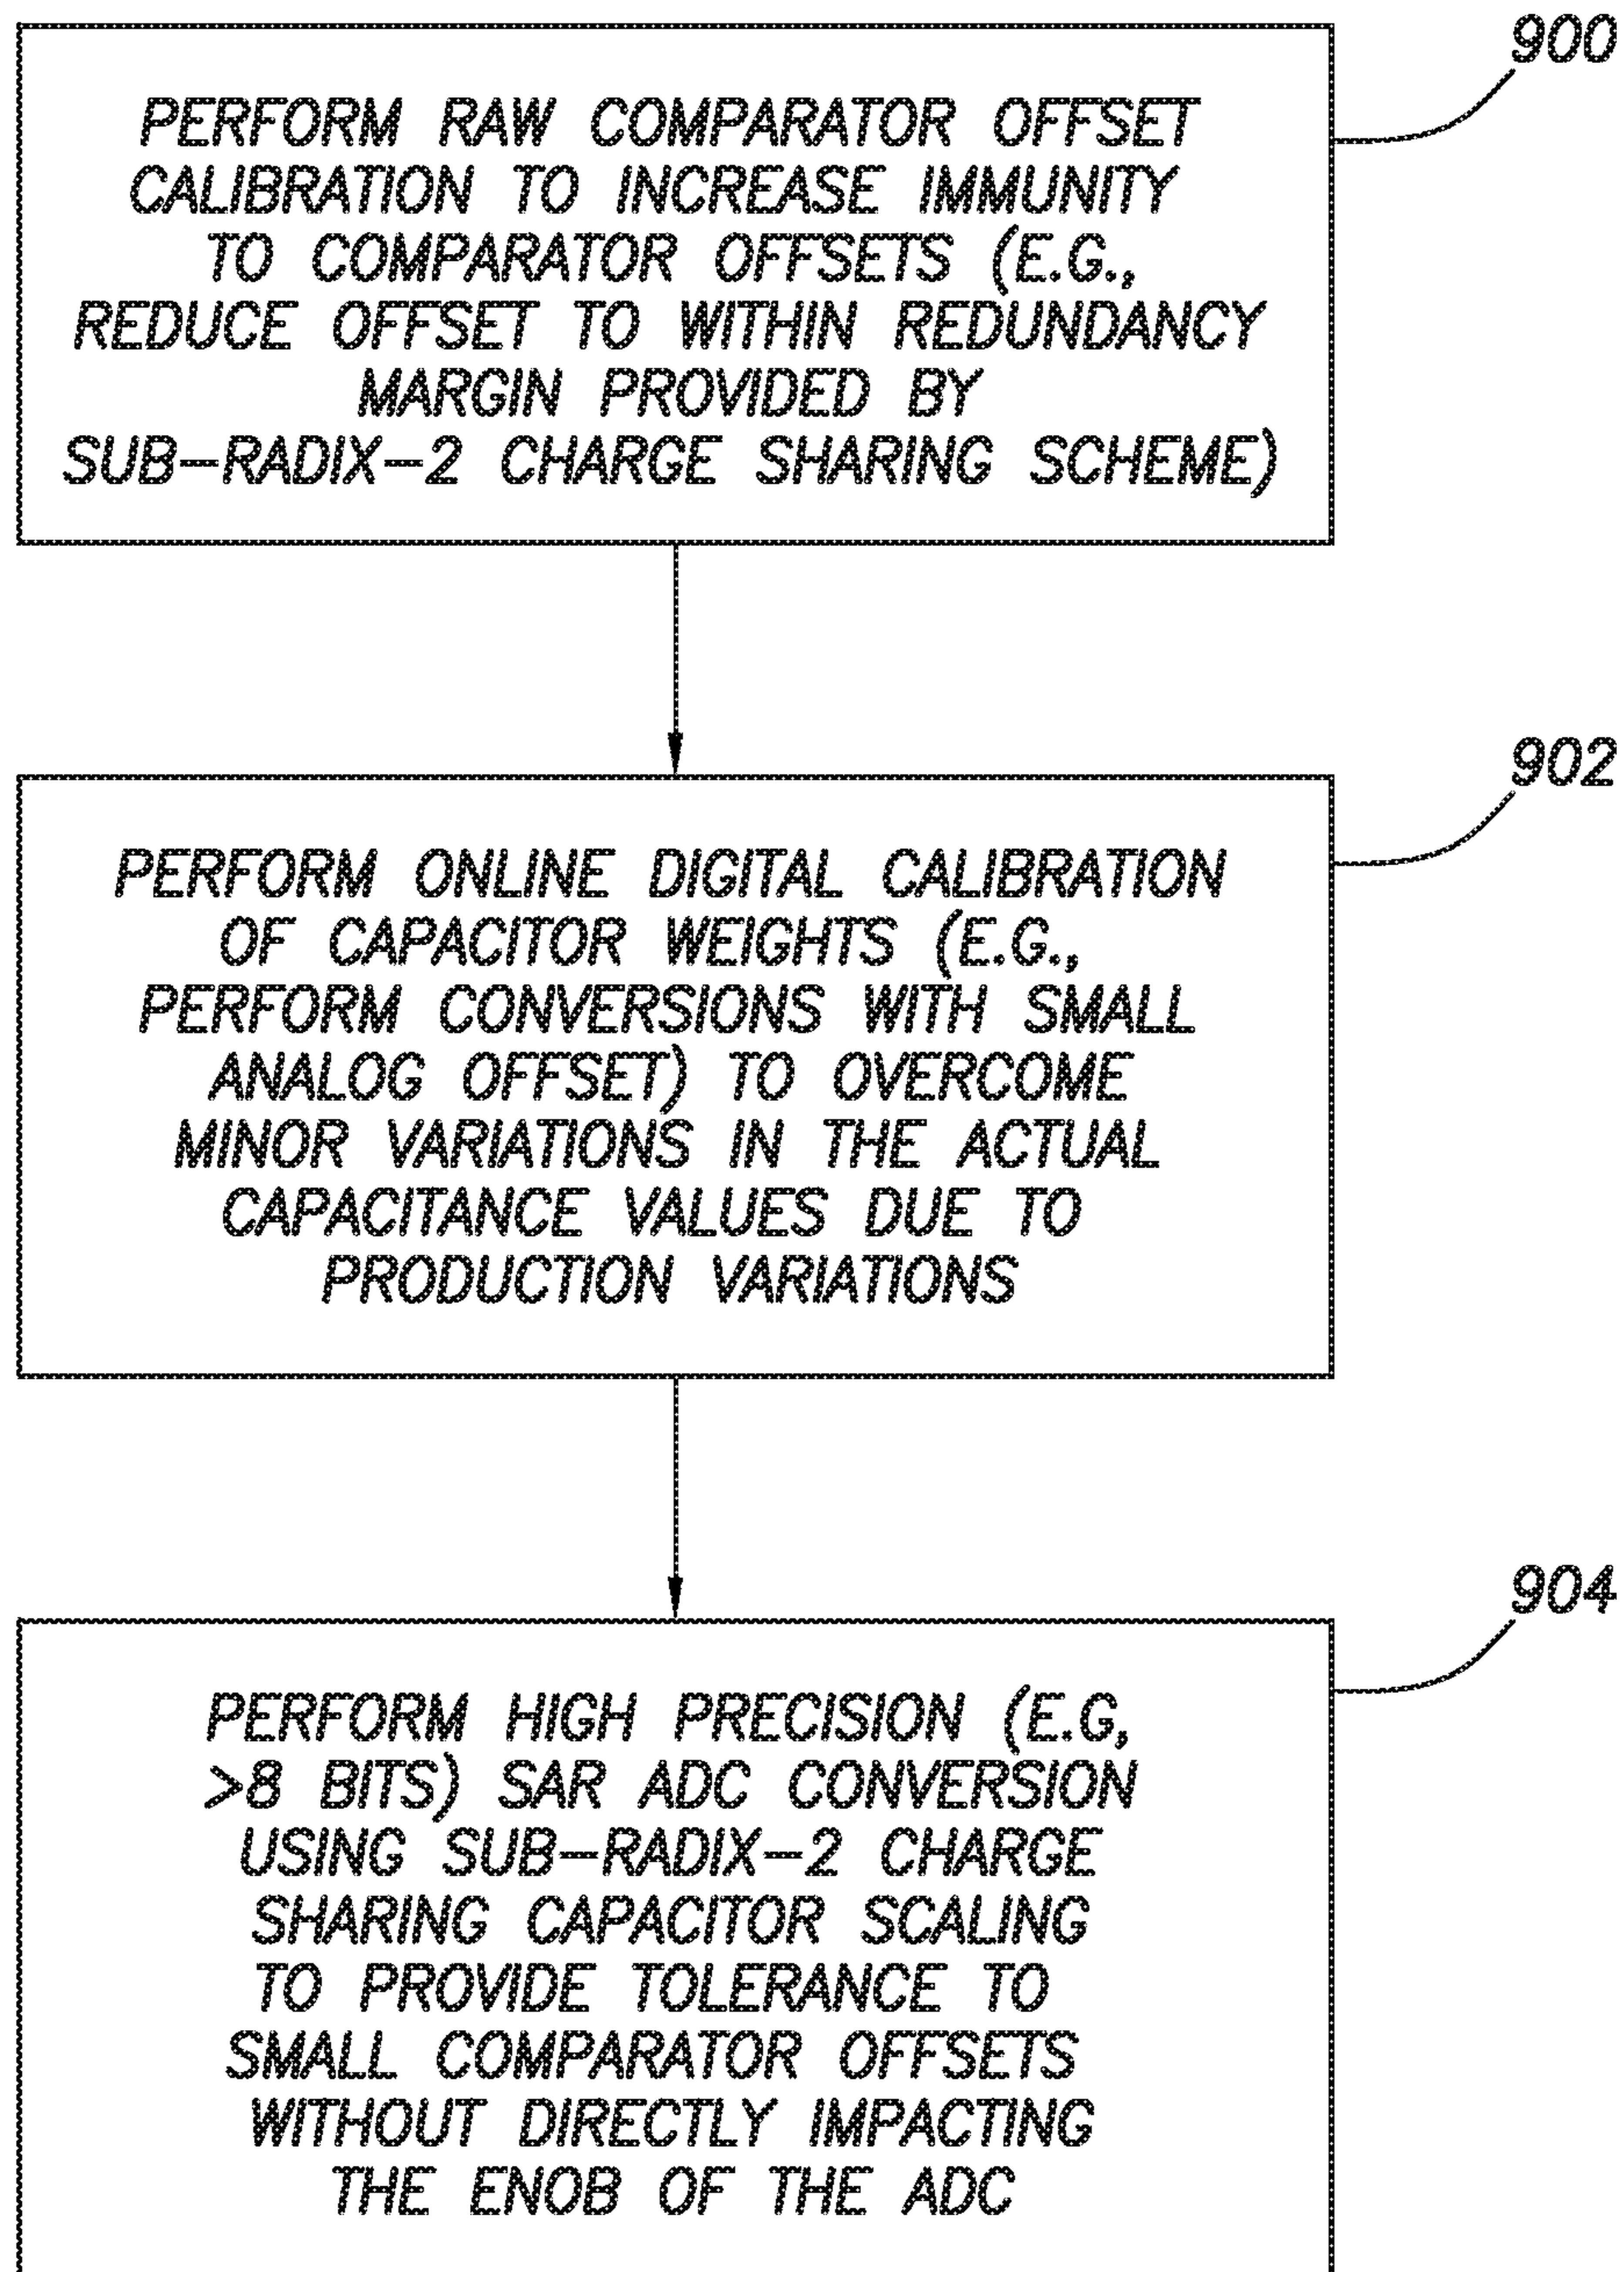 900
PERFORM RAW COMPARATOR OFFSET
CALIBRATION TO INCREASE IMMUNITY
TO COMPARATOR OFFSETS (E.G.,
REDUCE OFFSET TO WITHIN REDUNDANCY
MARGIN PROVIDED BY
SUB-RADIX-2 CHARGE SHARING SCHEME)
902
PERFORM ONLINE DIGITAL CALIBRATION
OF CAPACITOR WEIGHTS (E.G.,
PERFORM CONVERSIONS WITH SMALL
ANALOG OFFSET) TO OVERCOME
MINOR VARIATIONS IN THE ACTUAL
CAPACITANCE VALUES DUE TO
PRODUCTION VARIATIONS
904
PERFORM HIGH PRECISION (E.G,
>8 BITS) SAR ADC CONVERSION
USING SUB-RADIX-2 CHARGE
SHARING CAPACITOR SCALING
TO PROVIDE TOLERANCE TO
SMALL COMPARATOR OFFSETS
WITHOUT DIRECTLY IMPACTING
THE ENOB OF THE ADC